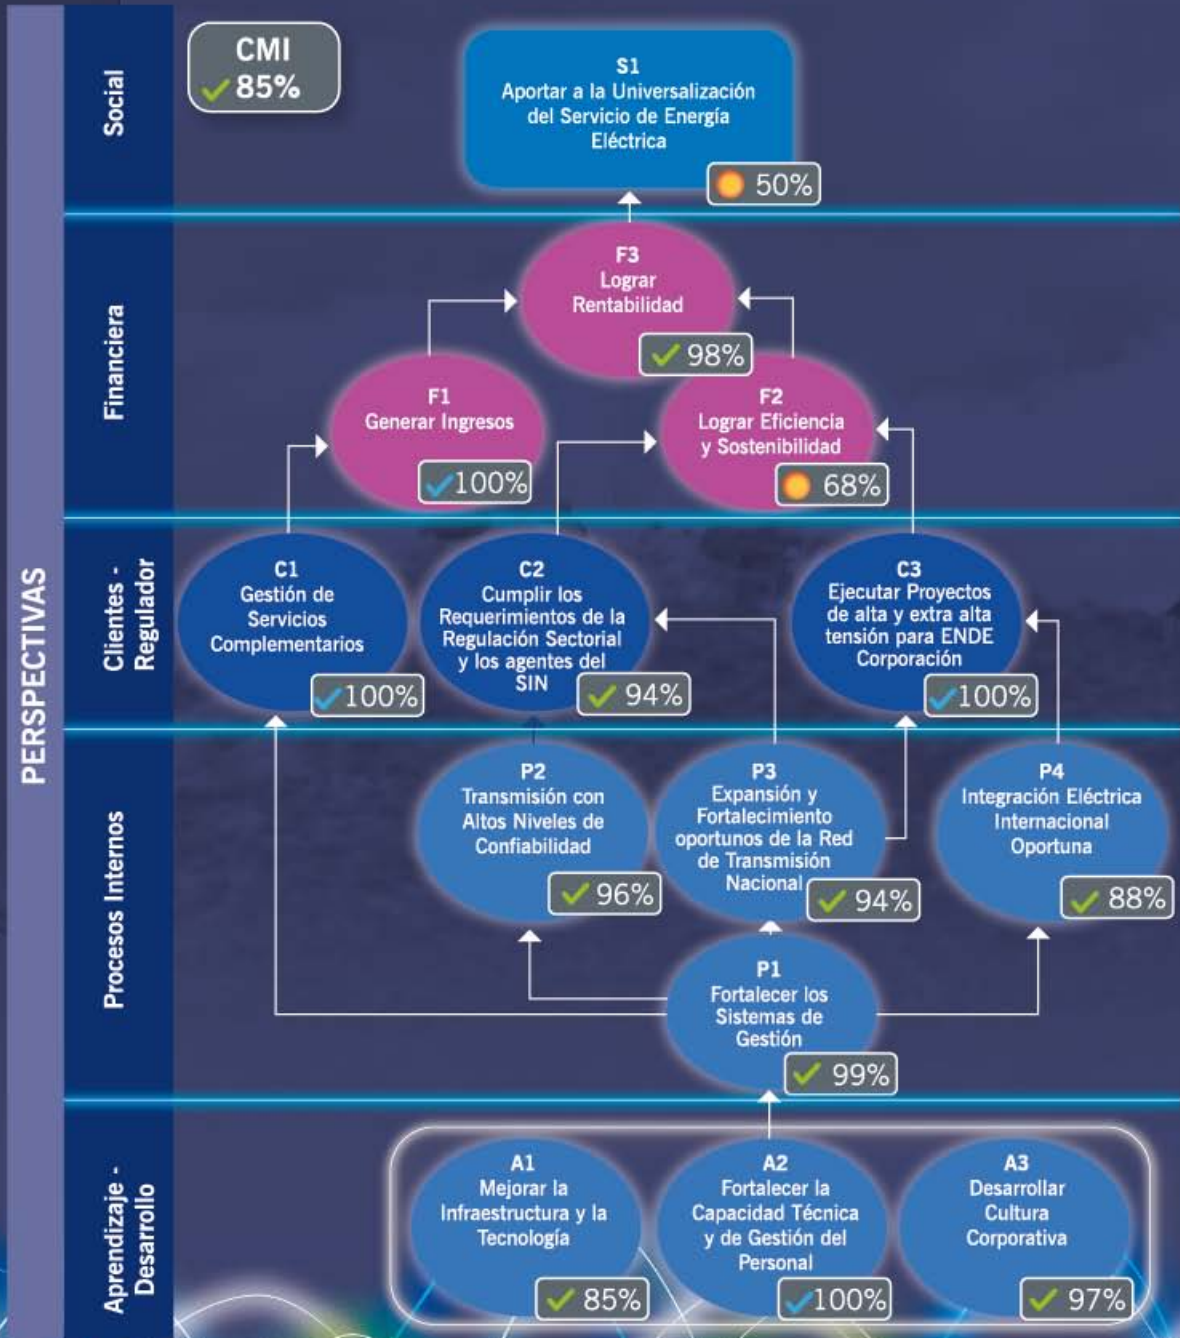 PERSPECTIVAS
Social
CMI
85%
S1
Aportar a la Universalización
del Servicio de Energía
Eléctrica
50%
Financiera
F3
Lograr
Rentabilidad
98%
F1
Generar Ingresos
100%
F2
Lograr Eficiencia
y Sostenibilidad
68%
Clientes -
Regulador
C1
Gestión de
Servicios
Complementarios
100%
C2
Cumplir los
Requerimientos de la
Regulación Sectorial
y los agentes del
SIN
94%
C3
Ejecutar Proyectos
de alta y extra alta
tensión para ENDE
Corporación
100%
Procesos Internos
P2
Transmisión con
Altos Niveles de
Confiabilidad
96%
P3
Expansión y
Fortalecimiento
oportunos de la Red
de Transmisión
Nacional
94%
P4
Integración Eléctrica
Internacional
Oportuna
88%
P1
Fortalecer los
Sistemas de
Gestión
99%
Aprendizaje -
Desarrollo
A1
Mejorar la
Infraestructura y la
Tecnología
85%
A2
Fortalecer la
Capacidad Técnica
y de Gestión del
Personal
100%
A3
Desarrollar
Cultura
Corporativa
97%